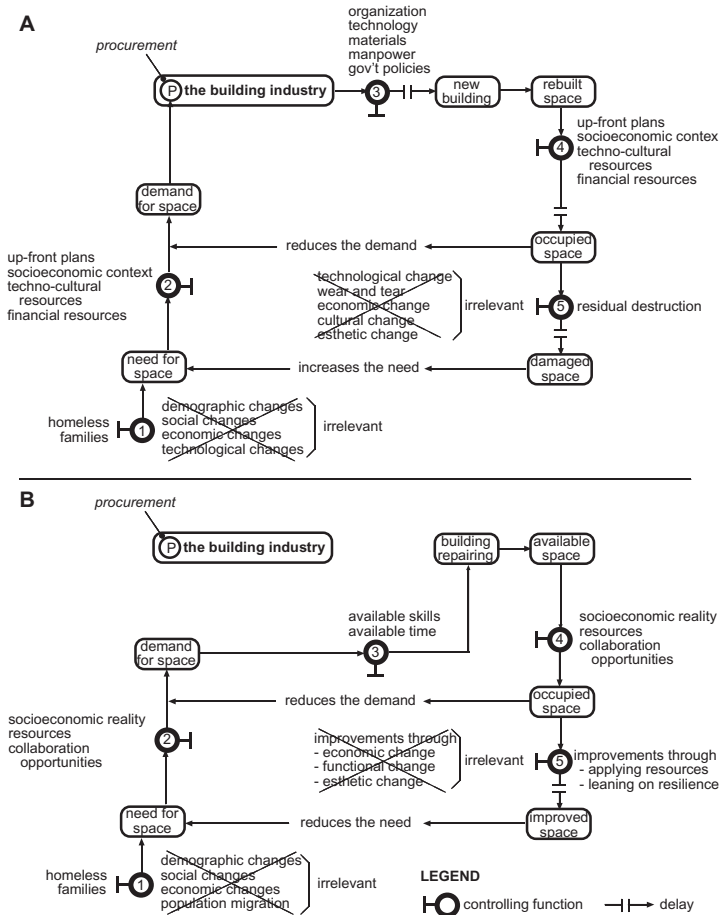 A
procurement
P
the building industry
organization
technology
materials
manpower
gov't policies
3
new
building
rebuilt
space
up-front plans
socioeconomic contex
techno-cultural
resources
financial resources
4
demand
for space
reduces the demand
occupied
space
up-front plans
socioeconomic context
techno-cultural
resources
financial resources
2
technological change
wear and tear
economic change
cultural change
esthetic change
irrelevant
5
residual destruction
need for
space
increases the need
damaged
space
homeless
families
1
demographic changes
social changes
economic changes
technological changes
irrelevant
B
procurement
P
the building industry
building
repairing
available
space
available skills
available time
3
socioeconomic reality
resources
collaboration
opportunities
4
demand
for space
reduces the demand
occupied
space
socioeconomic reality
resources
collaboration
opportunities
2
improvements through
- economic change
- functional change
- esthetic change
irrelevant
5
improvements through
- applying resources
- leaning on resilience
need for
space
reduces the need
improved
space
homeless
families
1
demographic changes
social changes
economic changes
population migration
irrelevant
LEGEND
controlling function
delay